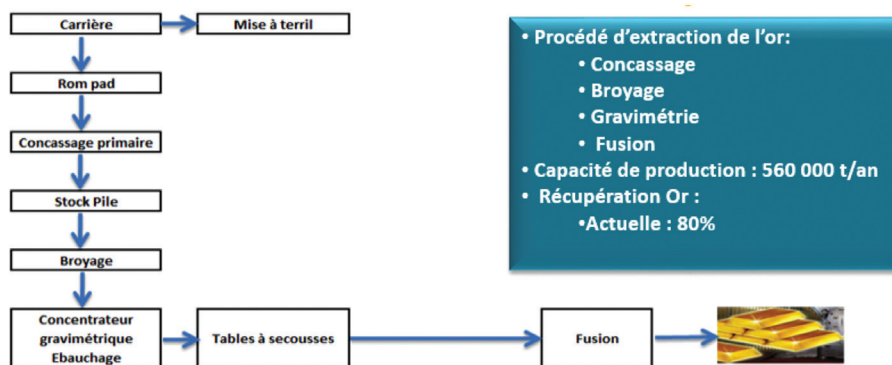 Carrière
Mise à terril
Rom pad
Concassage primaire
Stock Pile
Broyage
Concentrateur
gravimétrique
Ebauchage
Tables à secousses
Fusion
• Procédé d’extraction de l’or:
• Concassage
• Broyage
• Gravimétrie
• Fusion
• Capacité de production : 560 000 t/an
• Récupération Or :
•Actuelle : 80%